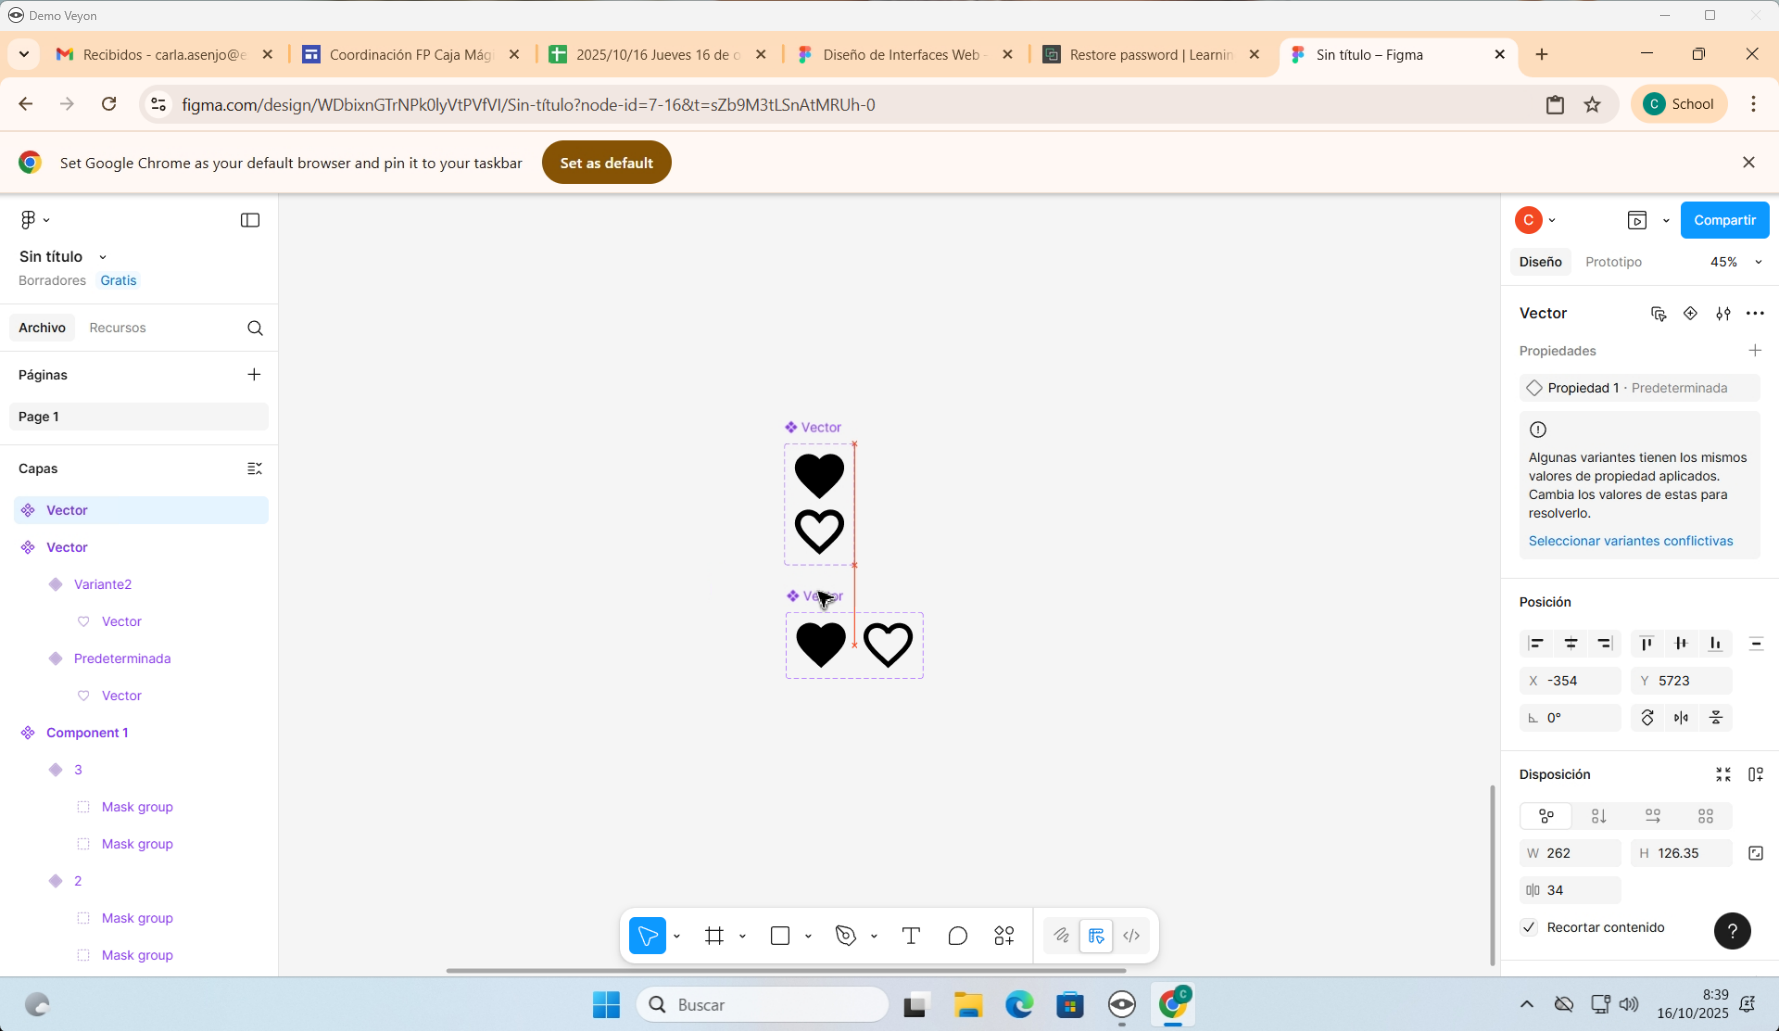 Demo Veyon
Recibidos - carla.asenjo@e
Coordinación FP Caja Mági
2025/10/16 Jueves 16 de o
Diseño de Interfaces Web -
Restore password | Learnin
Sin título – Figma
figma.com/design/WDbixnGTrNPk0lyVtPVfVI/Sin-título?node-id=7-16&t=sZb9M3tLSnAtMRUh-0
C School
Set Google Chrome as your default browser and pin it to your taskbar
Set as default
Sin título
Borradores Gratis
Archivo Recursos
Páginas
Page 1
Capas
Vector
Vector
Variante2
Vector
Predeterminada
Vector
Component 1
3
Mask group
Mask group
2
Mask group
Mask group
Vector
Vector
C
Compartir
Diseño Prototipo 45%
Vector
Propiedades
Propiedad 1 · Predeterminada
Algunas variantes tienen los mismos
valores de propiedad aplicados.
Cambia los valores de estas para
resolverlo.
Seleccionar variantes conflictivas
Posición
X -354 Y 5723
0°
Disposición
W 262 H 126.35
34
Recortar contenido
?
T
Buscar
C
8:39
16/10/2025